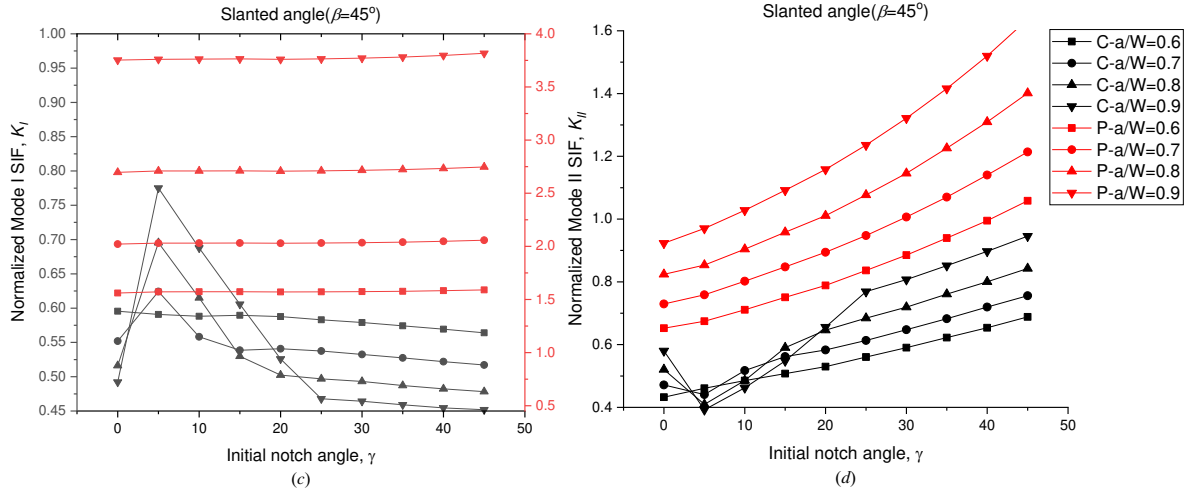 Slanted angle(β=45°)
1.00
0.95
0.90
0.85
0.80
0.75
0.70
0.65
0.60
0.55
0.50
0.45
Normalized Mode I SIF, K_I
4.0
3.5
3.0
2.5
2.0
1.5
1.0
0.5
0 10 20 30 40 50
Initial notch angle, γ
(c)
Slanted angle(β=45°)
1.6
1.4
1.2
1.0
0.8
0.6
0.4
Normalized Mode II SIF, K_II
0 10 20 30 40 50
Initial notch angle, γ
(d)
C-a/W=0.6
C-a/W=0.7
C-a/W=0.8
C-a/W=0.9
P-a/W=0.6
P-a/W=0.7
P-a/W=0.8
P-a/W=0.9